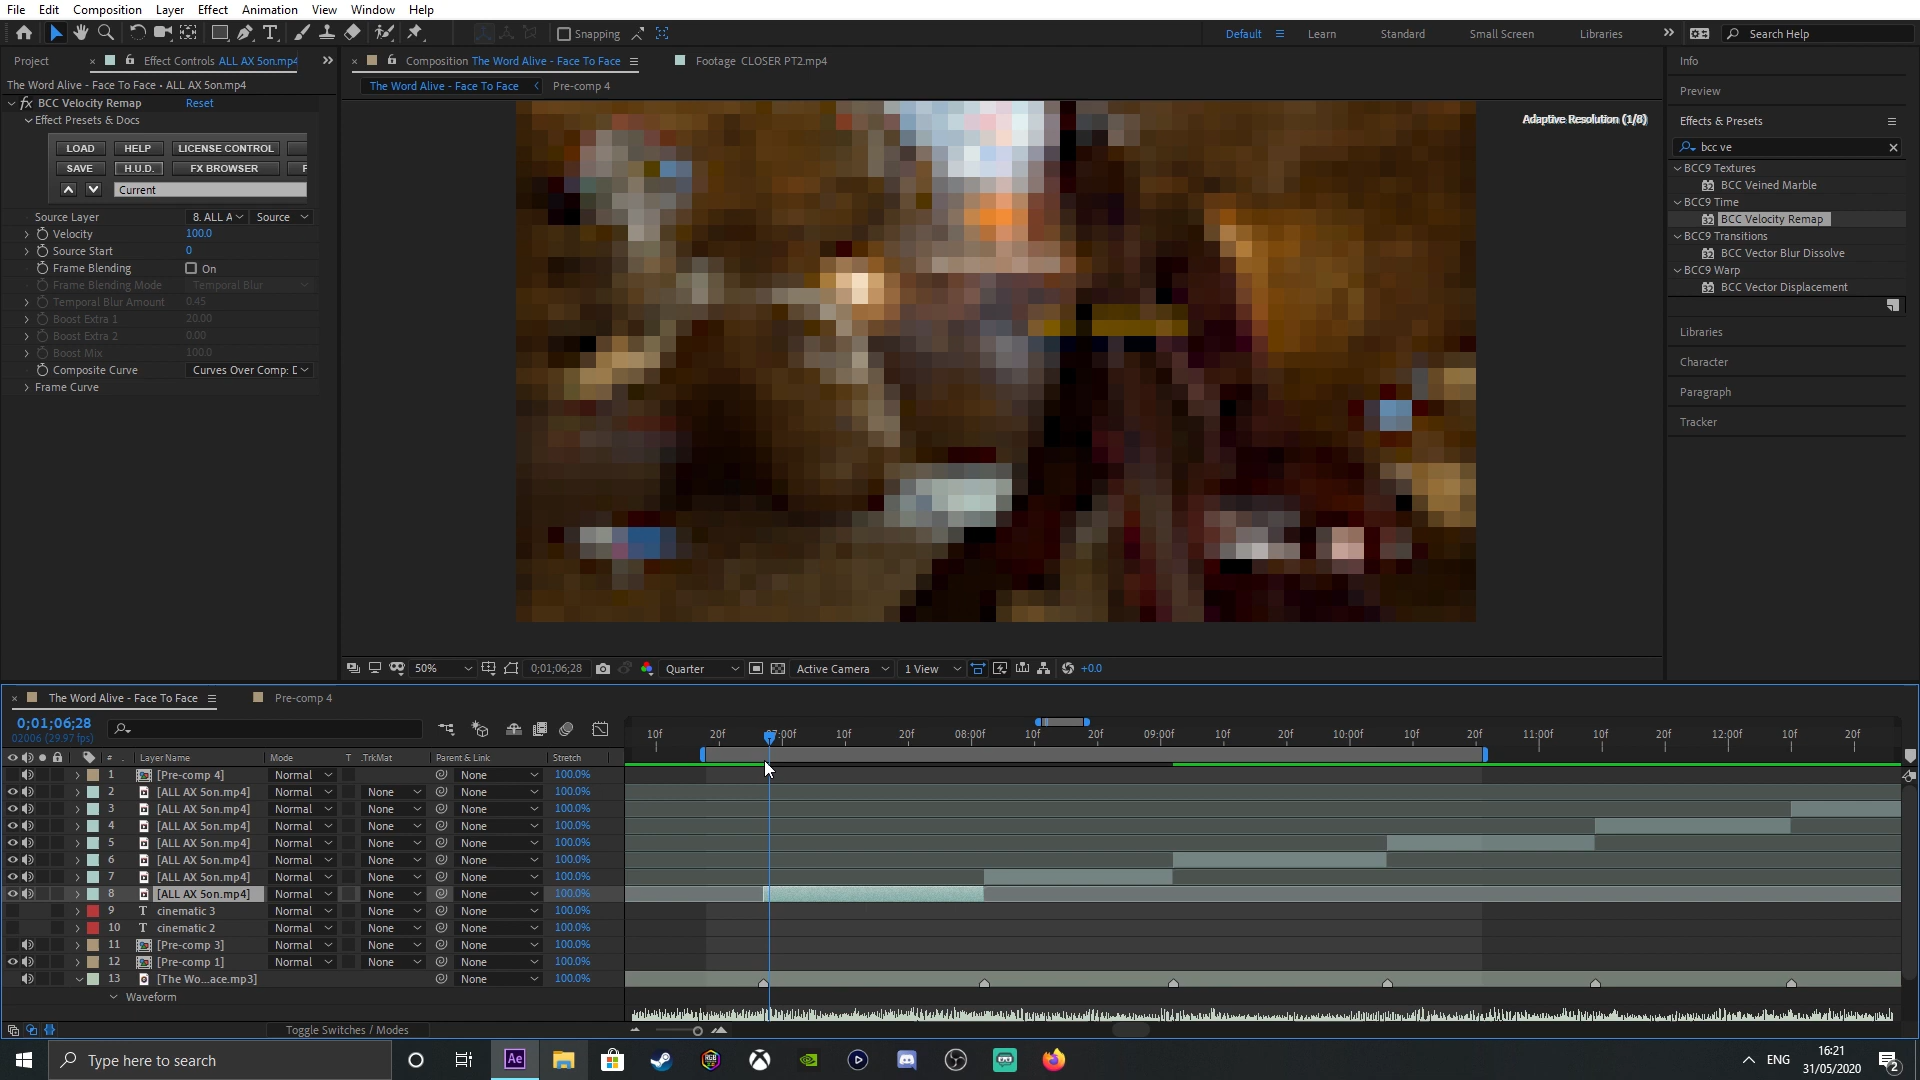 File Edit Composition Layer Effect Animation View Window Help
Snapping
Default Learn Standard Small Screen Libraries Search Help
Project Effect Controls ALL AX 5on.mp4
The Word Alive - Face To Face • ALL AX 5on.mp4
fx BCC Velocity Remap Reset
Effect Presets & Docs
LOAD HELP LICENSE CONTROL
SAVE H.U.D. FX BROWSER F
Current
Source Layer 8. ALL A Source
Velocity 100.0
Source Start 0
Frame Blending On
Frame Blending Mode Temporal Blur
Temporal Blur Amount 0.45
Boost Extra 1 20.00
Boost Extra 2 0.00
Boost Mix 100.0
Composite Curve Curves Over Comp: D
Frame Curve
Composition The Word Alive - Face To Face Footage CLOSER PT2.mp4
The Word Alive - Face To Face Pre-comp 4
Adaptive Resolution (1/8)
50% 0;01;06;28 Quarter Active Camera 1 View +0.0
Info
Preview
Effects & Presets
bcc ve
BCC9 Textures
BCC Veined Marble
BCC9 Time
BCC Velocity Remap
BCC9 Transitions
BCC Vector Blur Dissolve
BCC9 Warp
BCC Vector Displacement
Libraries
Character
Paragraph
Tracker
The Word Alive - Face To Face Pre-comp 4
0;01;06;28
02006 (29.97 fps)
10f 20f 07:00f 10f 20f 08:00f 10f 20f 09:00f 10f 20f 10:00f 10f 20f 11:00f 10f 20f 12:00f 10f 20f
# Layer Name Mode T .TrkMat Parent & Link Stretch
1 [Pre-comp 4] Normal None 100.0%
2 [ALL AX 5on.mp4] Normal None None 100.0%
3 [ALL AX 5on.mp4] Normal None None 100.0%
4 [ALL AX 5on.mp4] Normal None None 100.0%
5 [ALL AX 5on.mp4] Normal None None 100.0%
6 [ALL AX 5on.mp4] Normal None None 100.0%
7 [ALL AX 5on.mp4] Normal None None 100.0%
8 [ALL AX 5on.mp4] Normal None None 100.0%
9 T cinematic 3 Normal None None 100.0%
10 T cinematic 2 Normal None None 100.0%
11 [Pre-comp 3] Normal None None 100.0%
12 [Pre-comp 1] Normal None None 100.0%
13 [The Wo...ace.mp3] None 100.0%
Waveform
Toggle Switches / Modes
Type here to search
Ae
ENG
16:21
31/05/2020
2